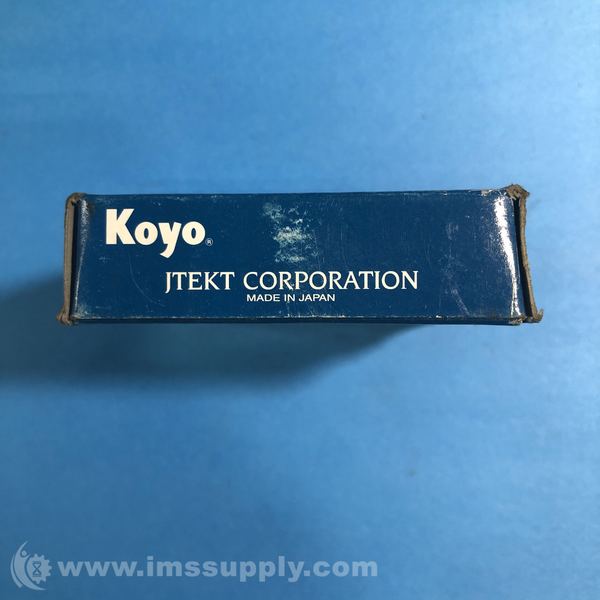 Koyo®
JTEKT CORPORATION
MADE IN JAPAN
www.imssupply.com